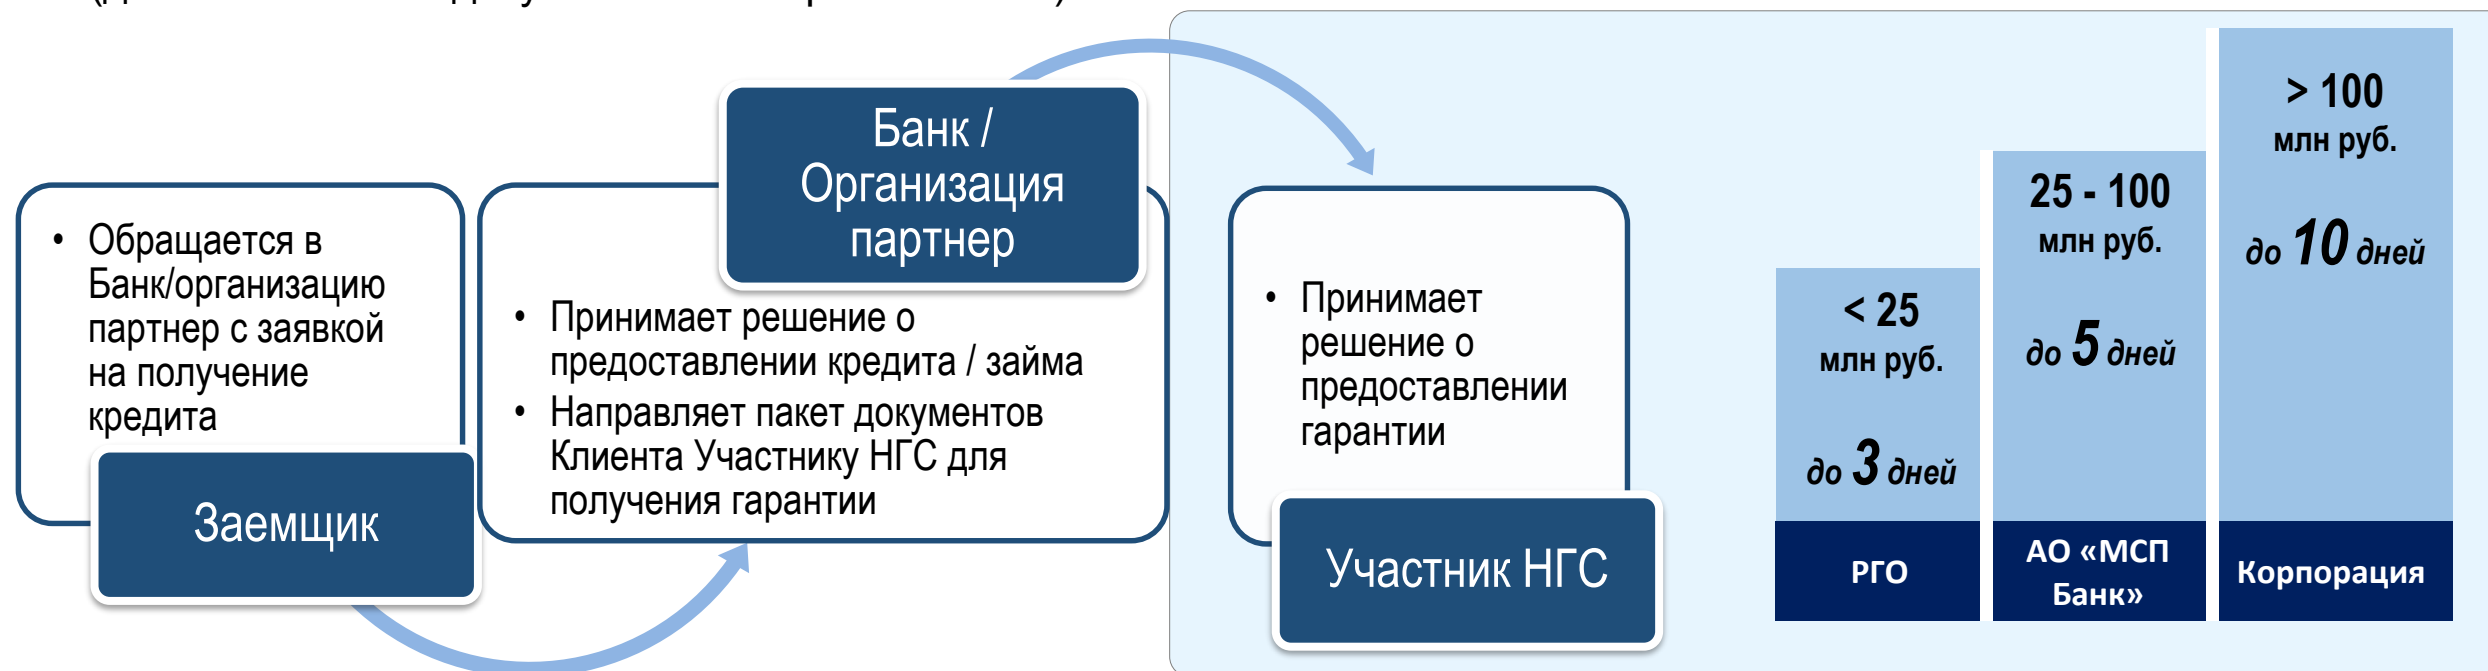 • Обращается в
Банк/организацию
партнер с заявкой
на получение
кредита
Заемщик
Банк /
Организация
партнер
• Принимает решение о
предоставлении кредита / займа
• Направляет пакет документов
Клиента Участнику НГС для
получения гарантии
• Принимает
решение о
предоставлении
гарантии
Участник НГС
< 25
млн руб.
до 3 дней
РГО
25 - 100
млн руб.
до 5 дней
АО «МСП
Банк»
> 100
млн руб.
до 10 дней
Корпорация